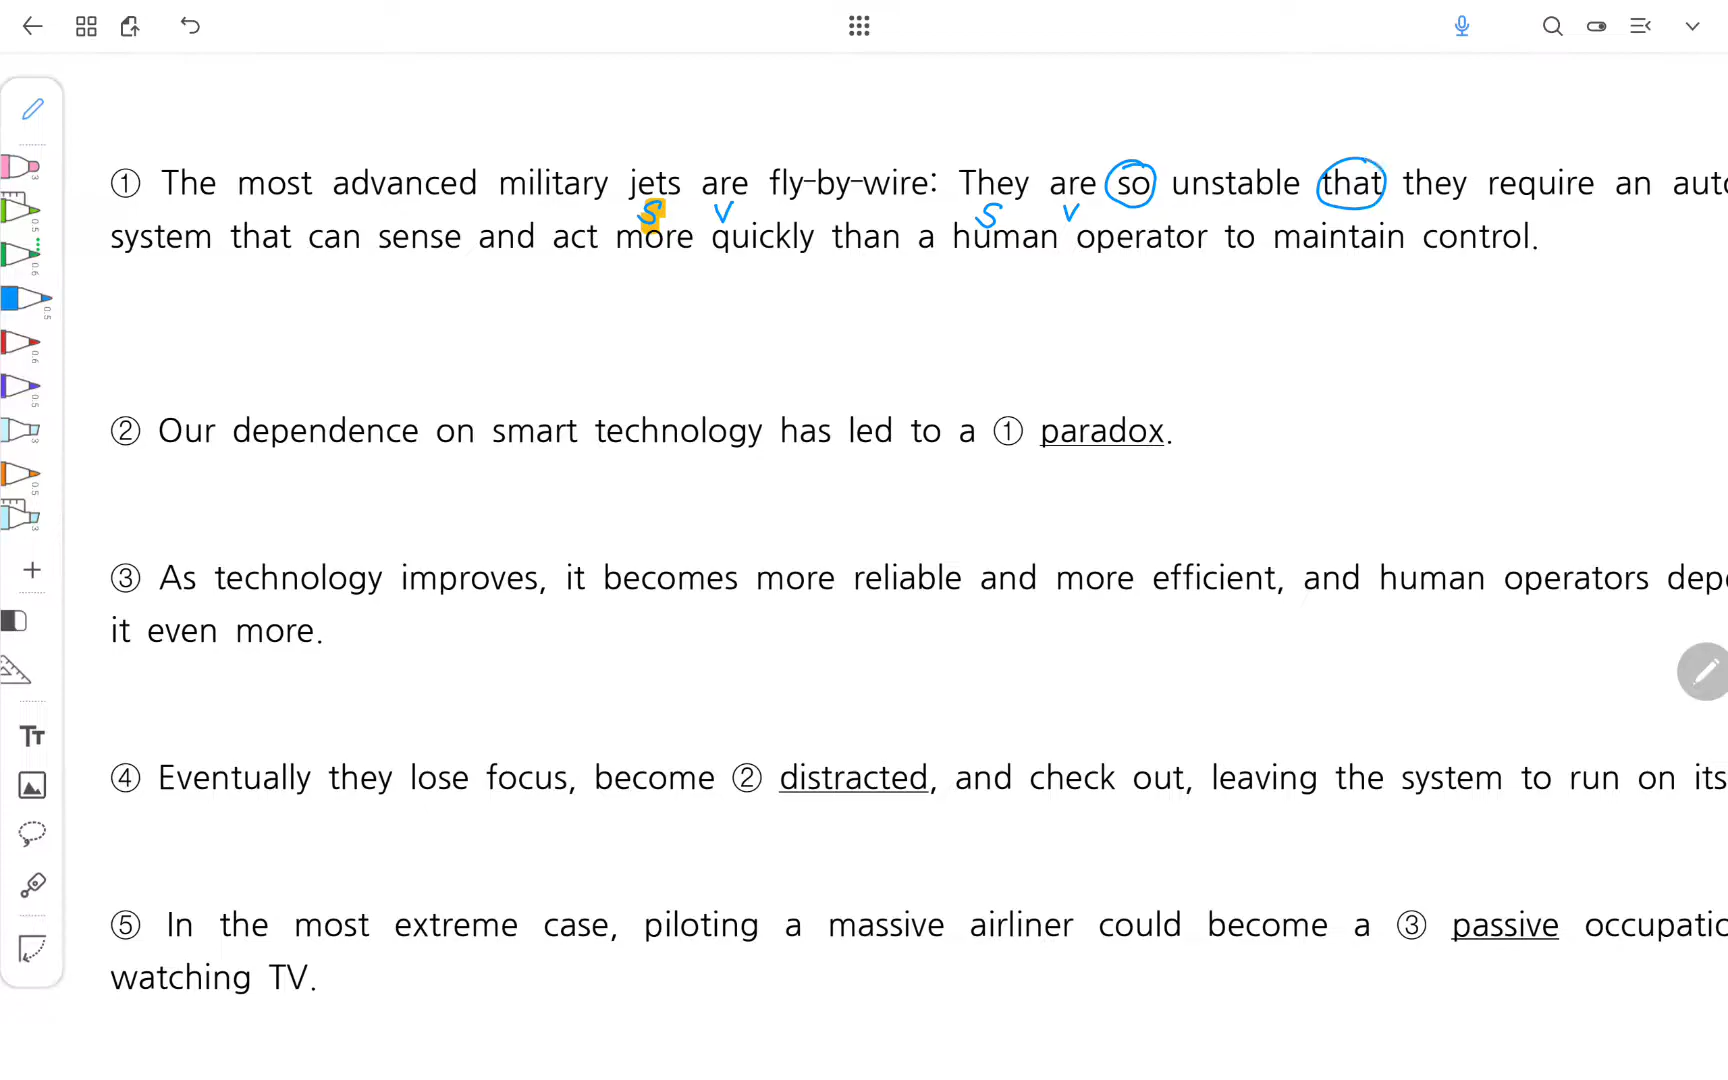 ① The most advanced military jets are fly-by-wire: They are so unstable that they require an
S V S V
system that can sense and act more quickly than a human operator to maintain control.
② Our dependence on smart technology has led to a ① paradox.
③ As technology improves, it becomes more reliable and more efficient, and human operators
it even more.
④ Eventually they lose focus, become ② distracted, and check out, leaving the system to run on its
⑤ In the most extreme case, piloting a massive airliner could become a ③ passive
watching TV.